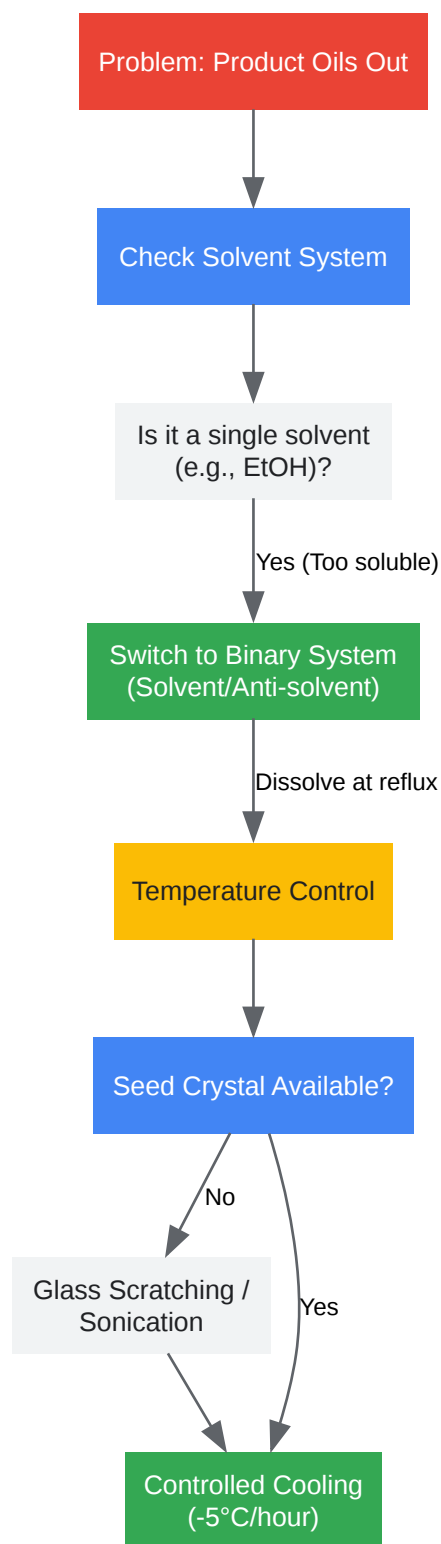 Problem: Product Oils Out
Check Solvent System
Is it a single solvent
(e.g., EtOH)?
Yes (Too soluble)
Switch to Binary System
(Solvent/Anti-solvent)
Dissolve at reflux
Temperature Control
Seed Crystal Available?
No
Glass Scratching /
Sonication
Yes
Controlled Cooling
(-5°C/hour)